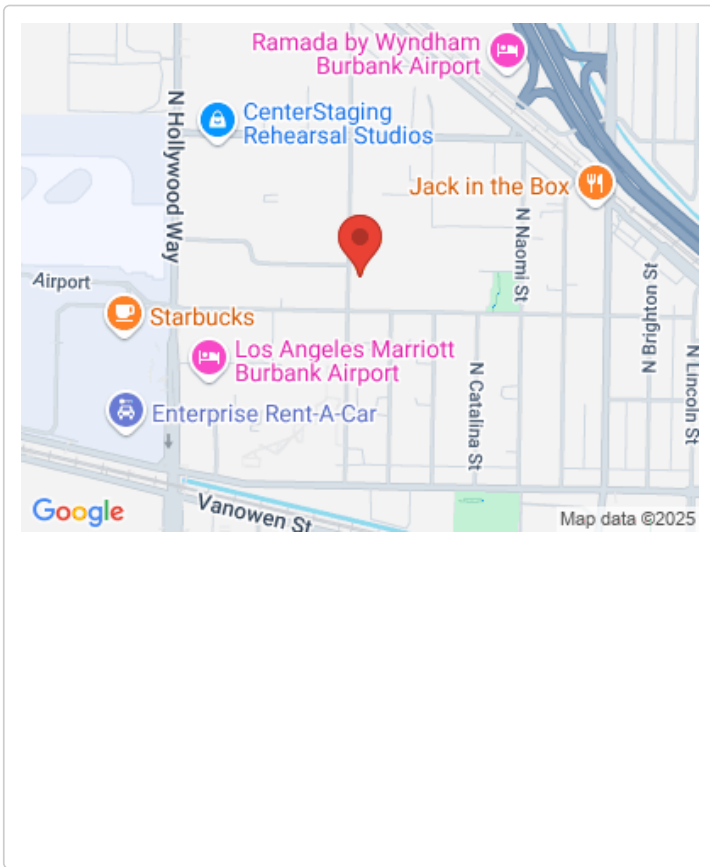 Ramada by Wyndham
Burbank Airport
N Hollywood Way
CenterStaging
Rehearsal Studios
Jack in the Box
N Naomi St
Airport
Starbucks
N Brighton St
Los Angeles Marriott
Burbank Airport
N Catalina St
N Lincoln St
Enterprise Rent-A-Car
Vanowen St
Google
Map data ©2025